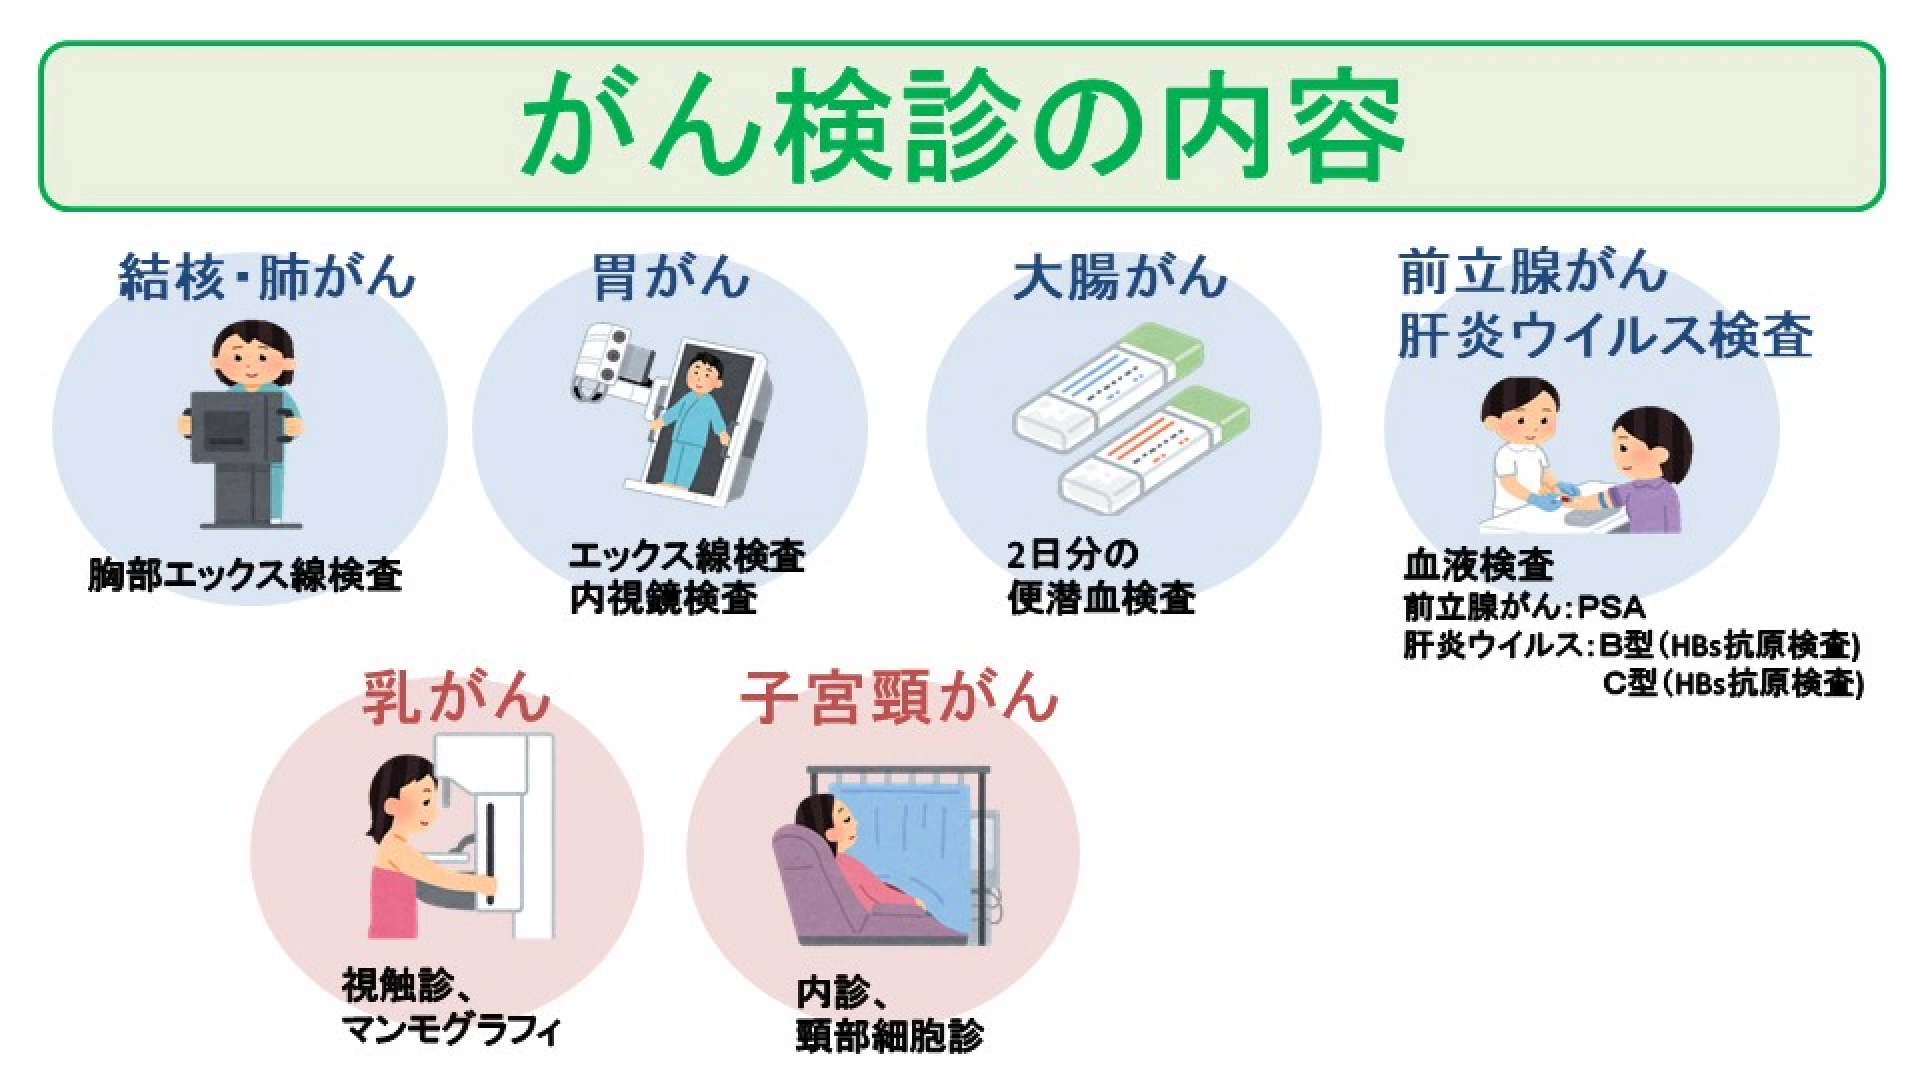 がん検診の内容
結核・肺がん
胸部エックス線検査
胃がん
エックス線検査
内視鏡検査
大腸がん
2日分の
便潜血検査
前立腺がん
肝炎ウイルス検査
血液検査
前立腺がん：PSA
肝炎ウイルス：B型（HBs抗原検査)
C型（HBs抗原検査)
乳がん
視触診、
マンモグラフィ
子宮頸がん
内診、
頸部細胞診